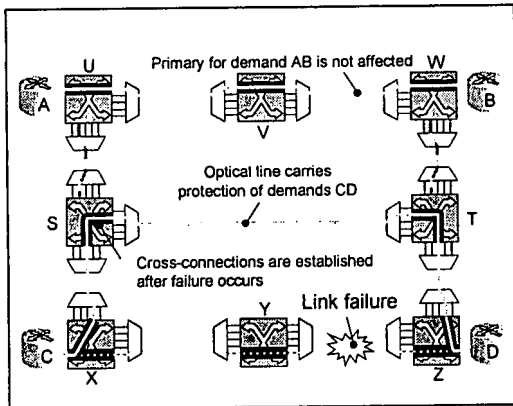 U
Primary for demand AB is not affected
W
A
B
V
Optical line carries
protection of demands CD
S
T
Cross-connections are established
after failure occurs
Y
Link failure
C
D
X
Z